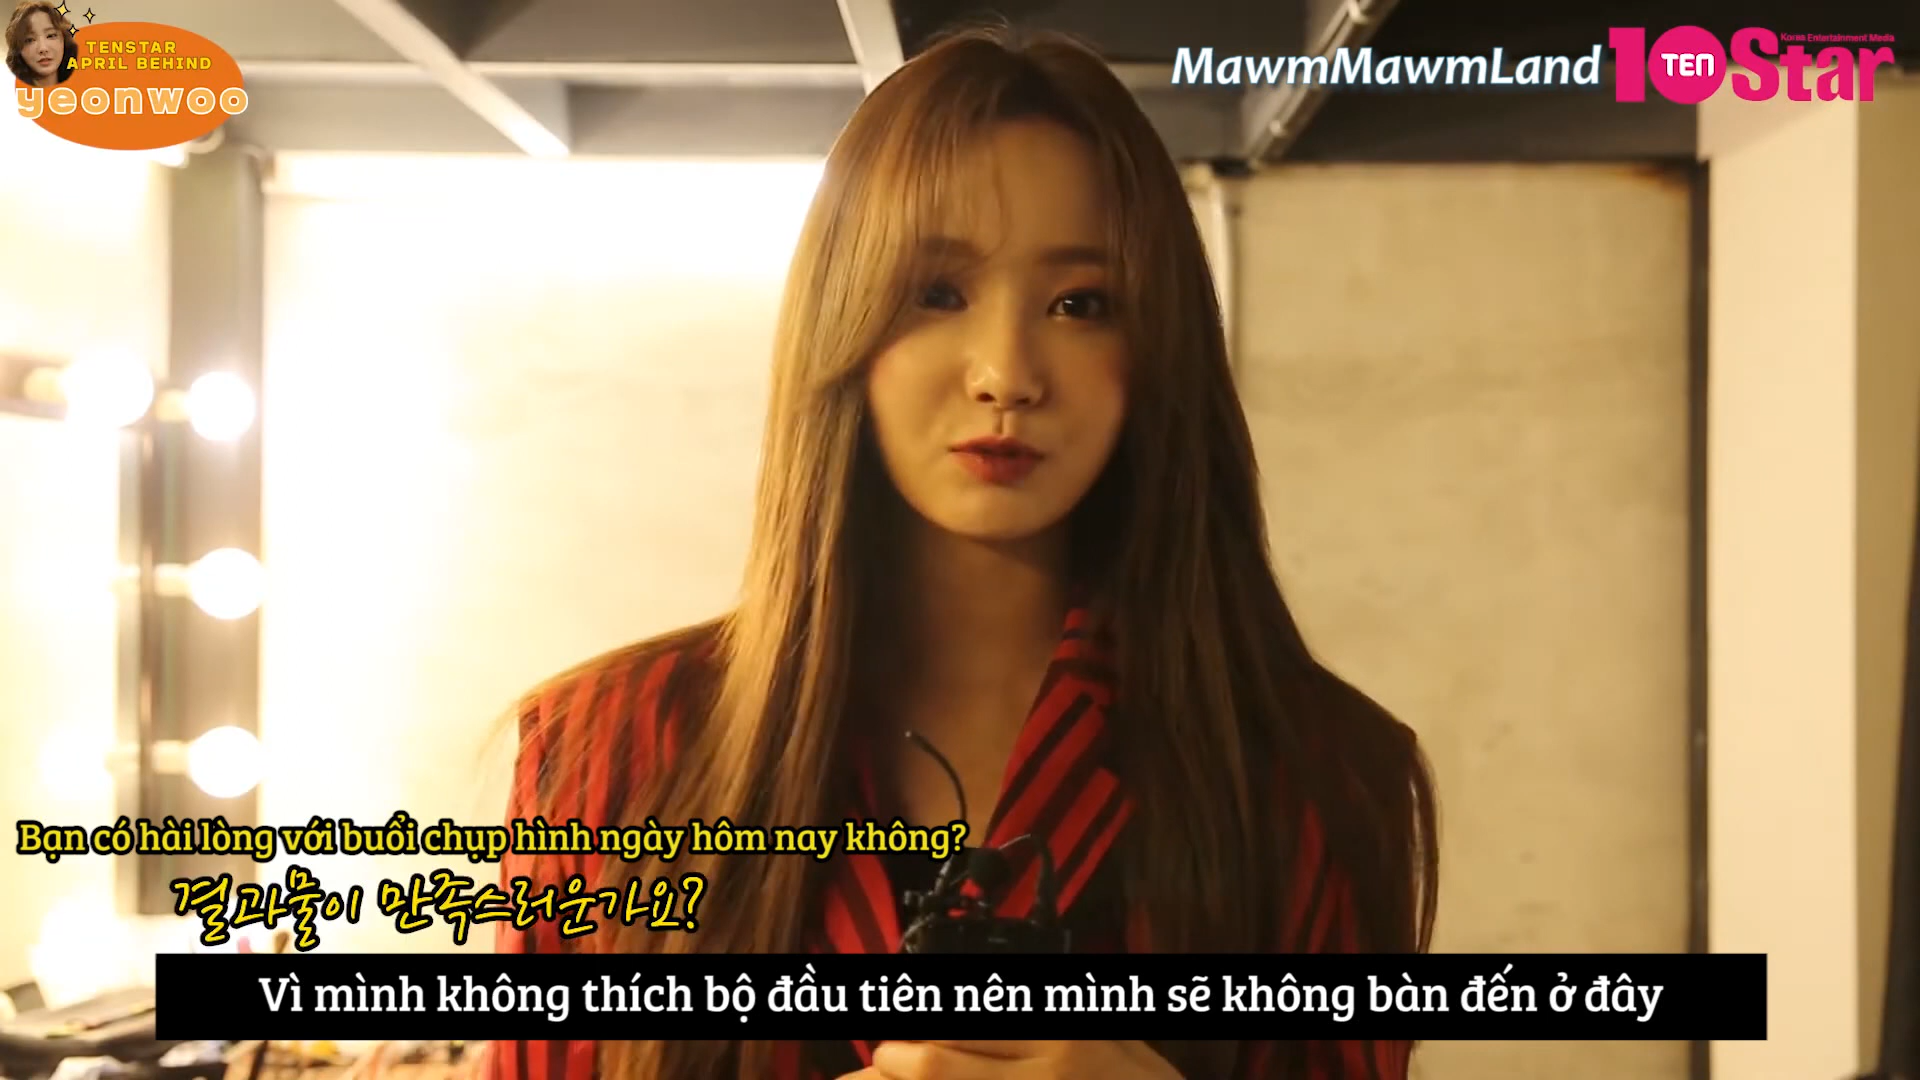 TENSTAR
APRIL BEHIND
yeonwoo
MawmMawmLand
10 TEN Star
Korea Entertainment Media
Bạn có hài lòng với buổi chụp hình ngày hôm nay không?
결과물이 만족스러운가요?
Vì mình không thích bộ đầu tiên nên mình sẽ không bàn đến ở đây